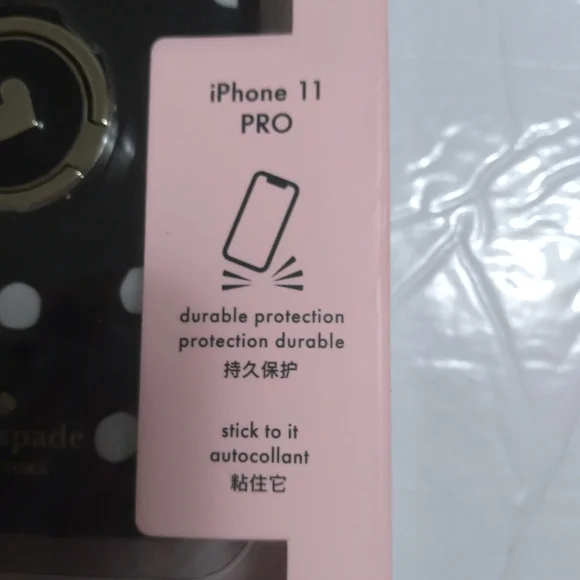 iPhone 11
PRO
durable protection
protection durable
持久保护
stick to it
autocollant
粘住它
spade